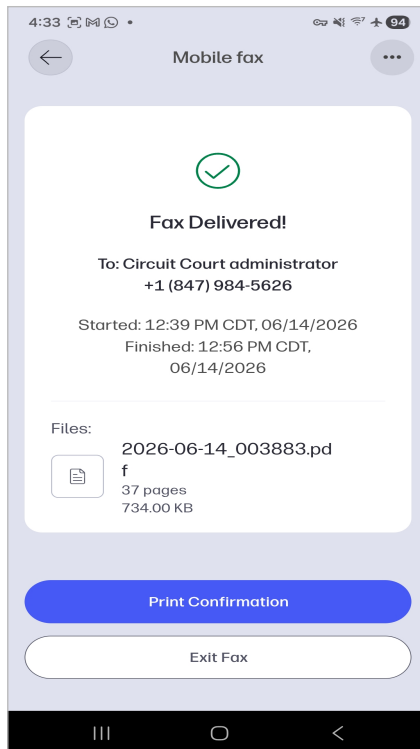 4:33
94
Mobile fax
Fax Delivered!
To: Circuit Court administrator
+1 (847) 984-5626
Started: 12:39 PM CDT, 06/14/2026
Finished: 12:56 PM CDT,
06/14/2026
Files:
2026-06-14_003883.pd
f
37 pages
734.00 KB
Print Confirmation
Exit Fax